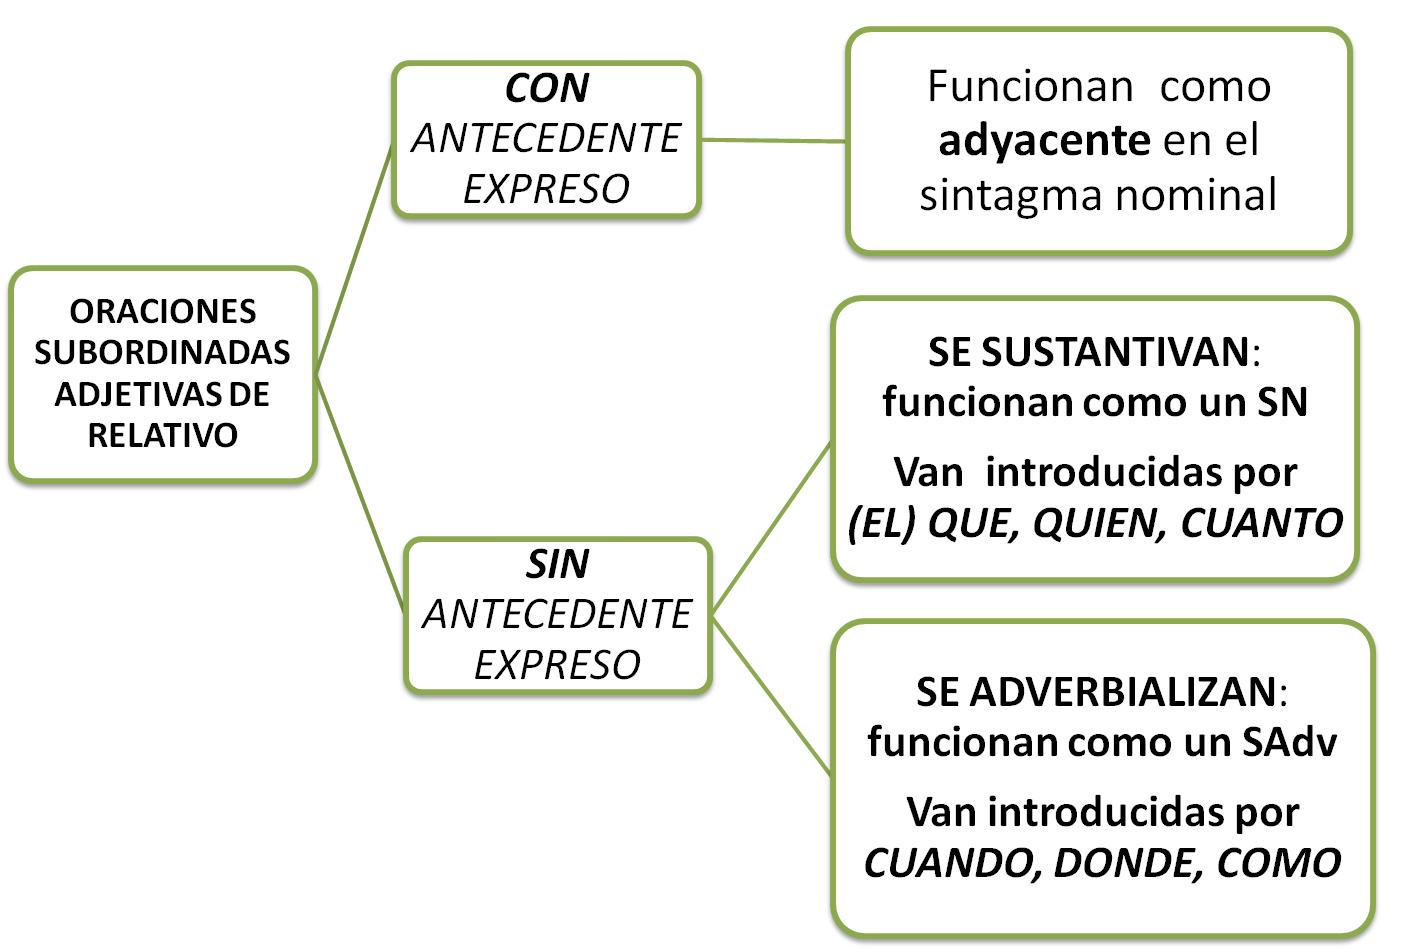 ORACIONES
SUBORDINADAS
ADJETIVAS DE
RELATIVO
CON
ANTECEDENTE
EXPRESO
Funcionan como
adyacente en el
sintagma nominal
SIN
ANTECEDENTE
EXPRESO
SE SUSTANTIVAN:
funcionan como un SN
Van introducidas por
(EL) QUE, QUIEN, CUANTO
SE ADVERBIALIZAN:
funcionan como un SAdv
Van introducidas por
CUANDO, DONDE, COMO